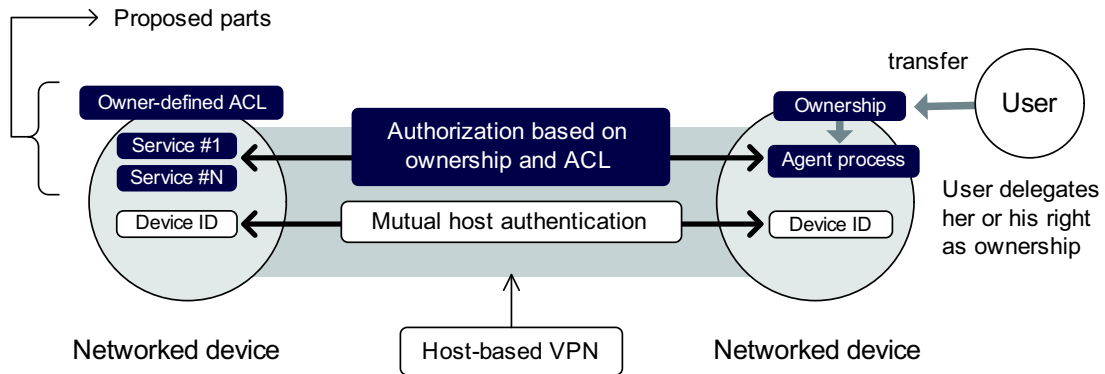 Proposed parts
transfer
User
Owner-defined ACL
Ownership
Authorization based on
ownership and ACL
Service #1
Service #N
Agent process
User delegates
her or his right
as ownership
Device ID
Mutual host authentication
Device ID
Networked device
Host-based VPN
Networked device